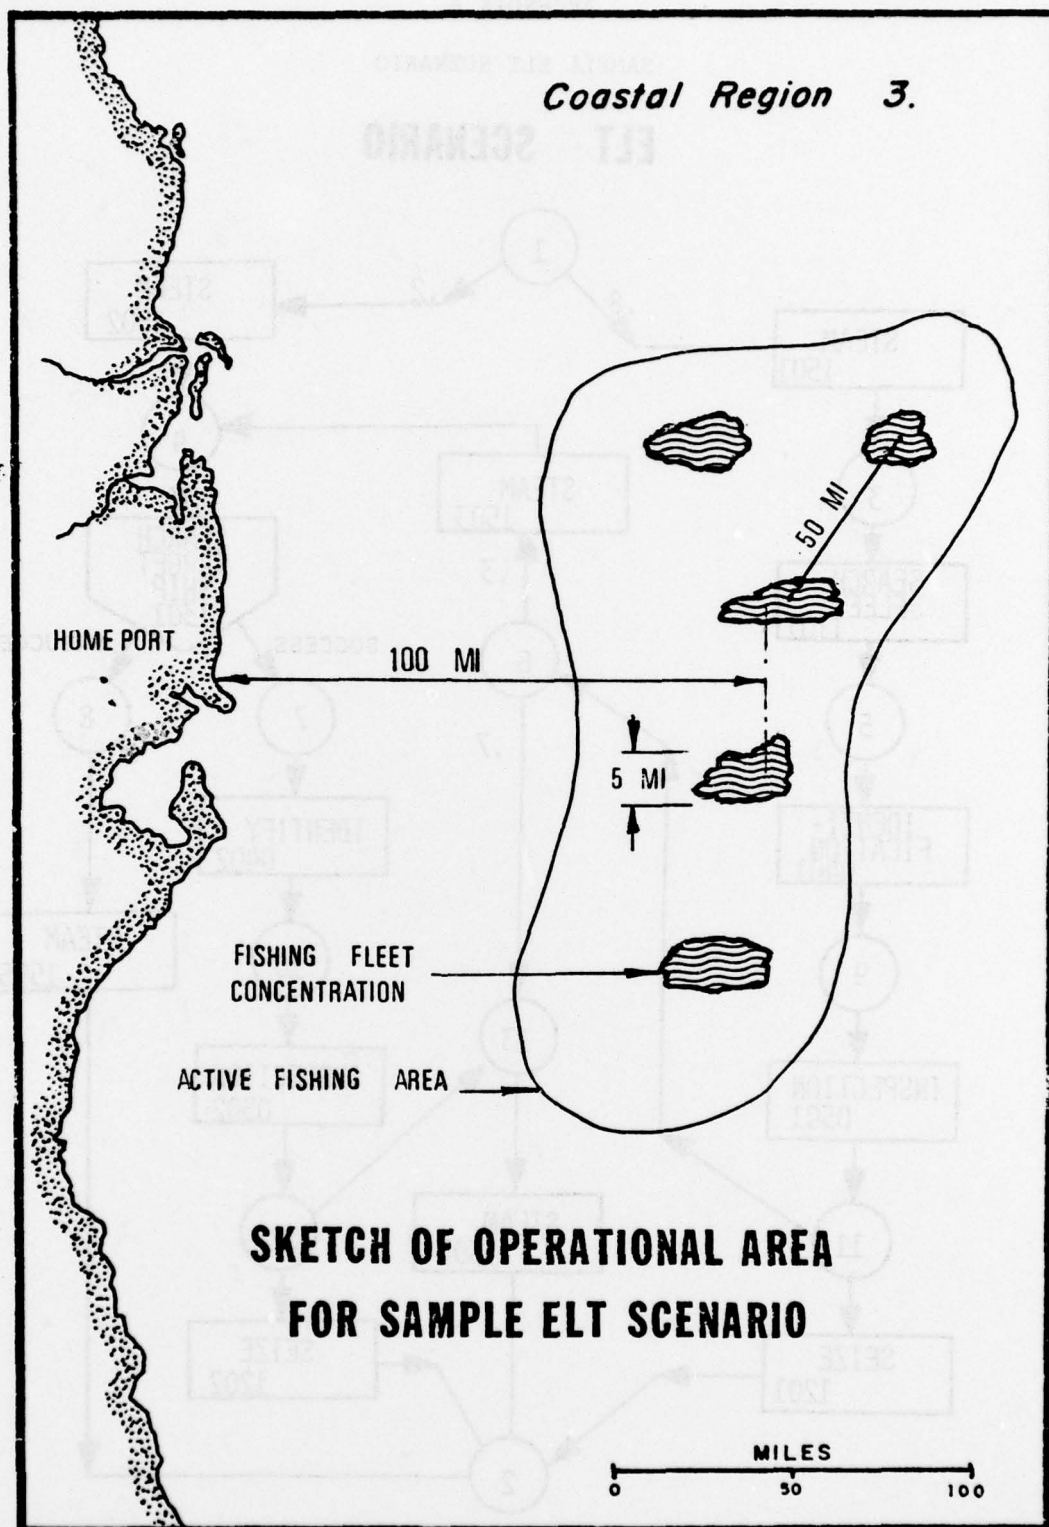 Coastal Region 3.
50 MI
HOME PORT
100 MI
5 MI
FISHING FLEET
CONCENTRATION
ACTIVE FISHING AREA
SKETCH OF OPERATIONAL AREA
FOR SAMPLE ELT SCENARIO
MILES
0 50 100